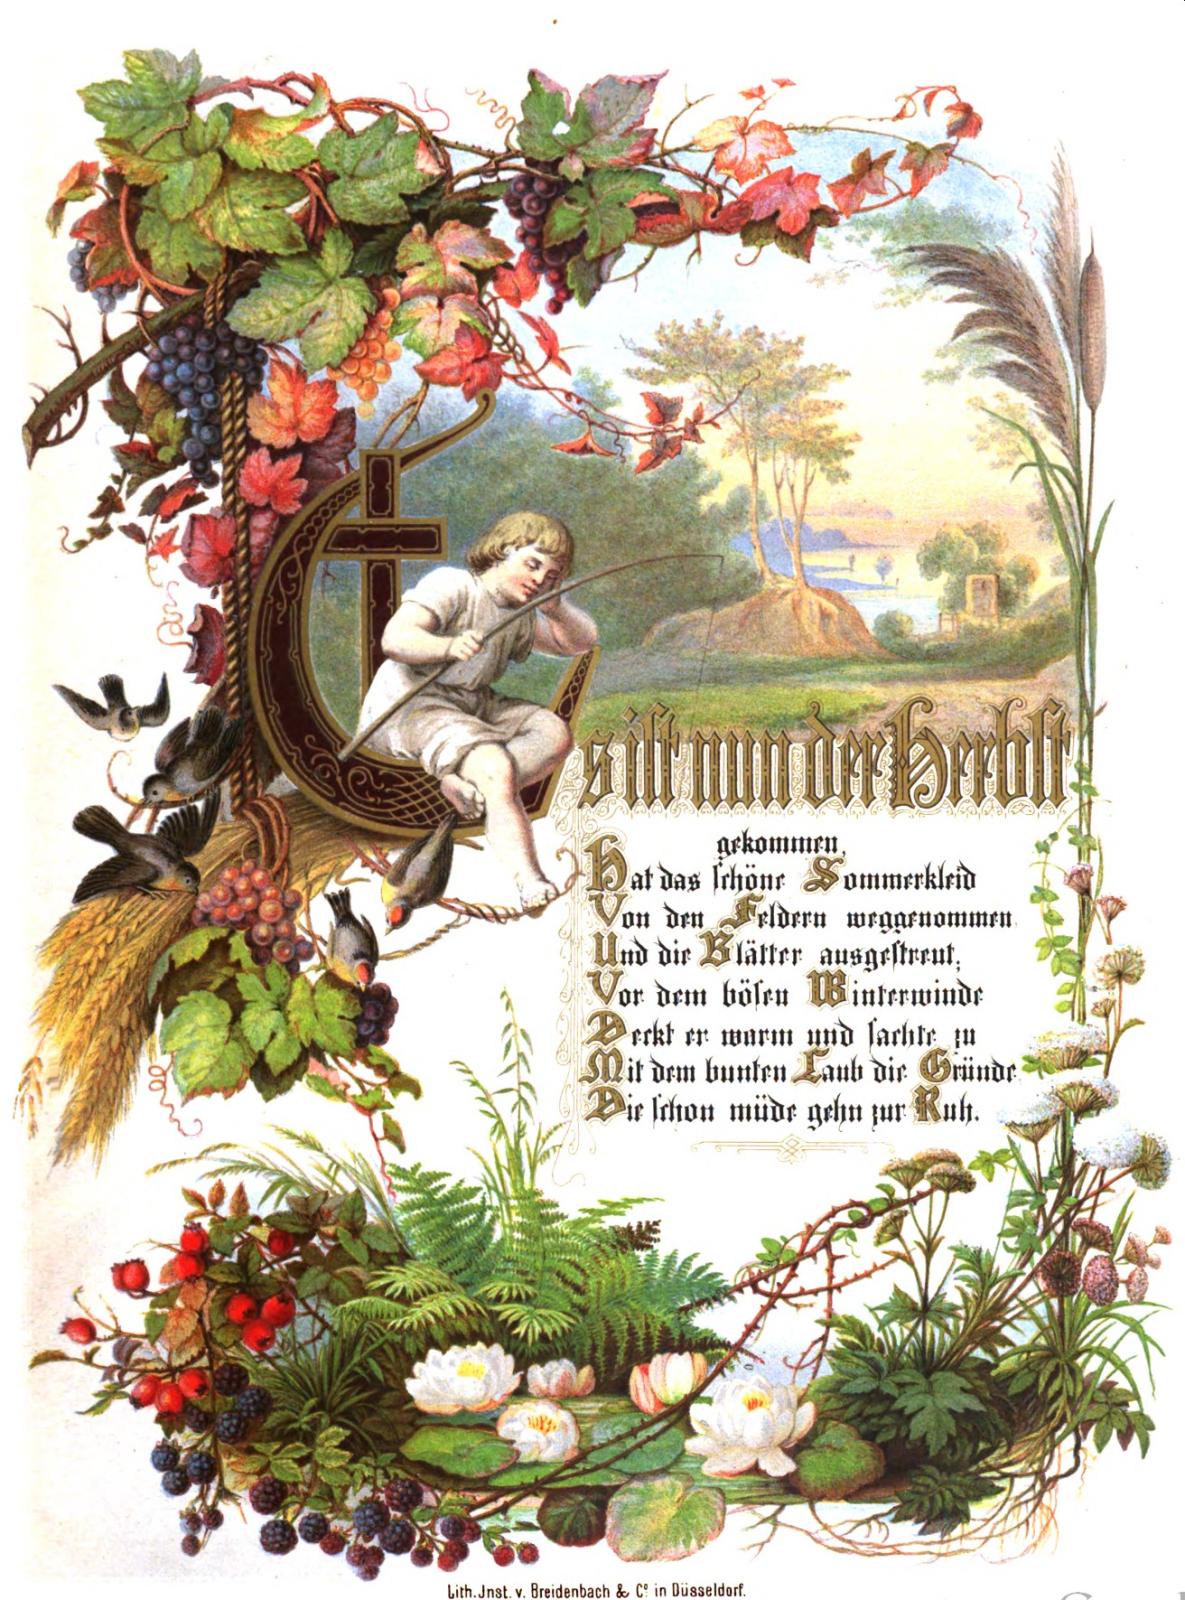 Es ist nun der Herbst
gekommen,
Hat das schöne Sommerkleid
Von den Feldern weggenommen
Und die Blätter ausgestreut,
Vor dem bösen Winterwinde
Deckt er warm und sachte zu
Mit dem bunten Laub die Gründe
Die schon müde gehn zur Ruh.
Lith. Jnst. v. Breidenbach & Cº in Düsseldorf.